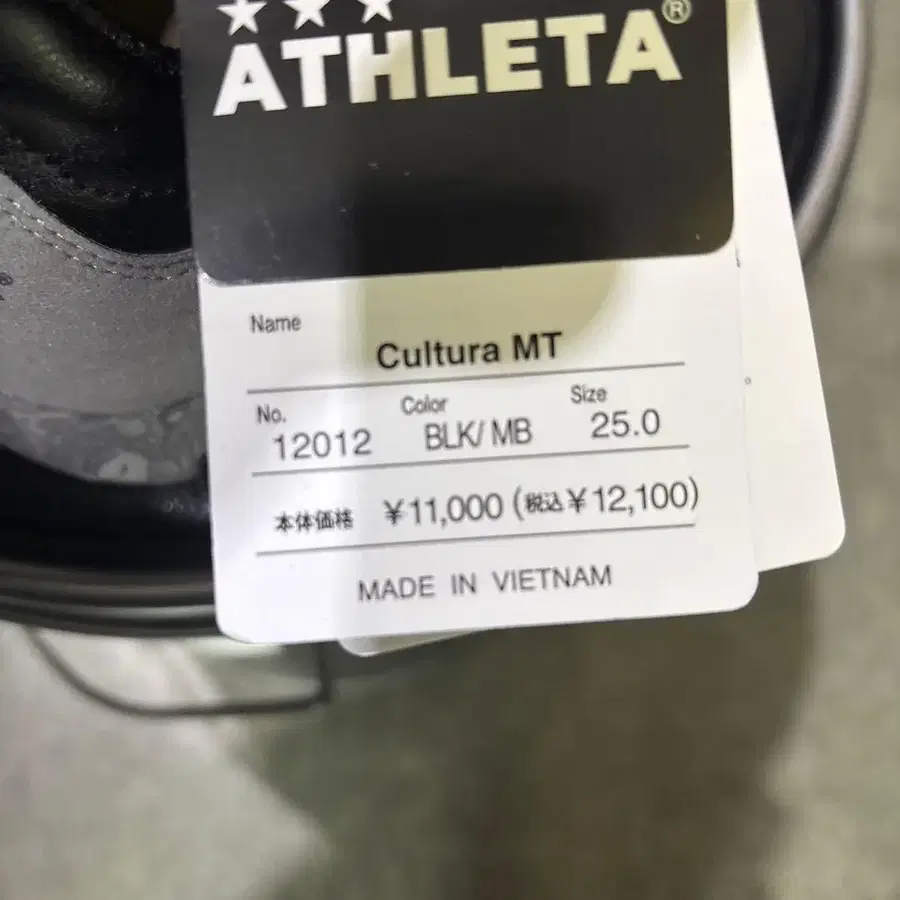 ★★★
ATHLETA®
Name
Cultura MT
No. Color Size
12012 BLK/MB 25.0
本体価格 ¥11,000 (税込¥12,100)
MADE IN VIETNAM